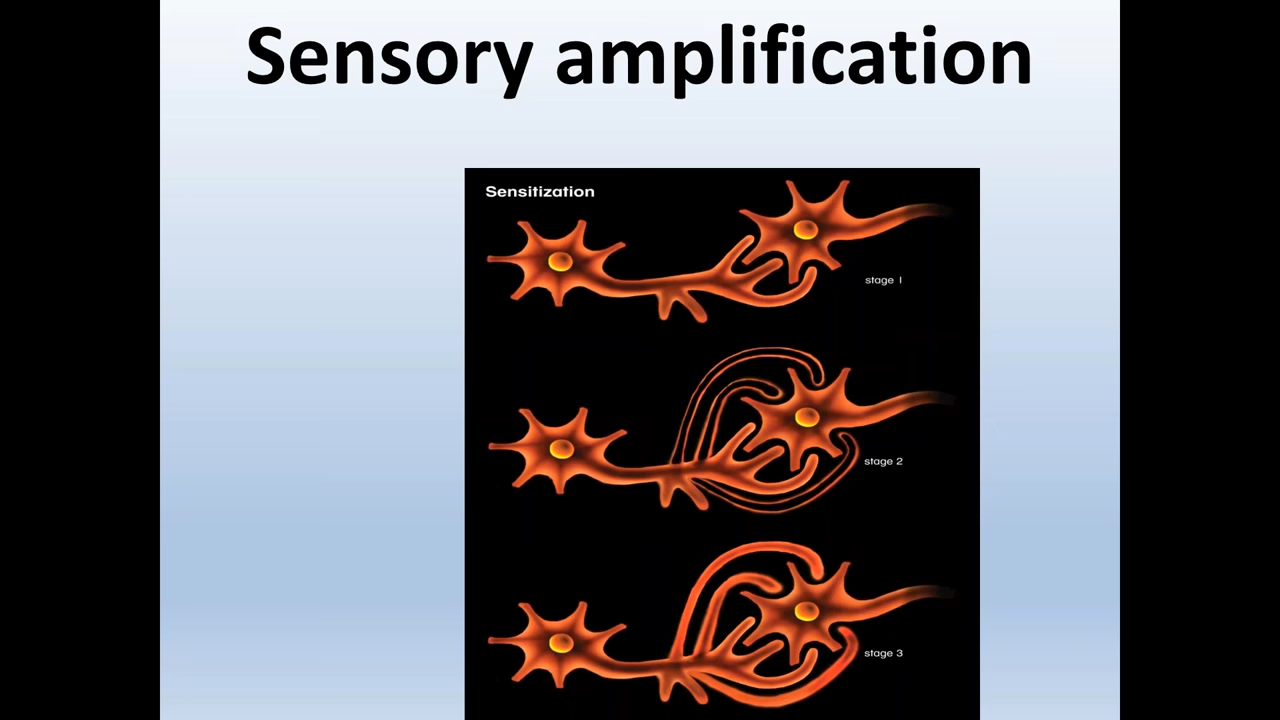 Sensory amplification
Sensitization
stage 1
stage 2
stage 3